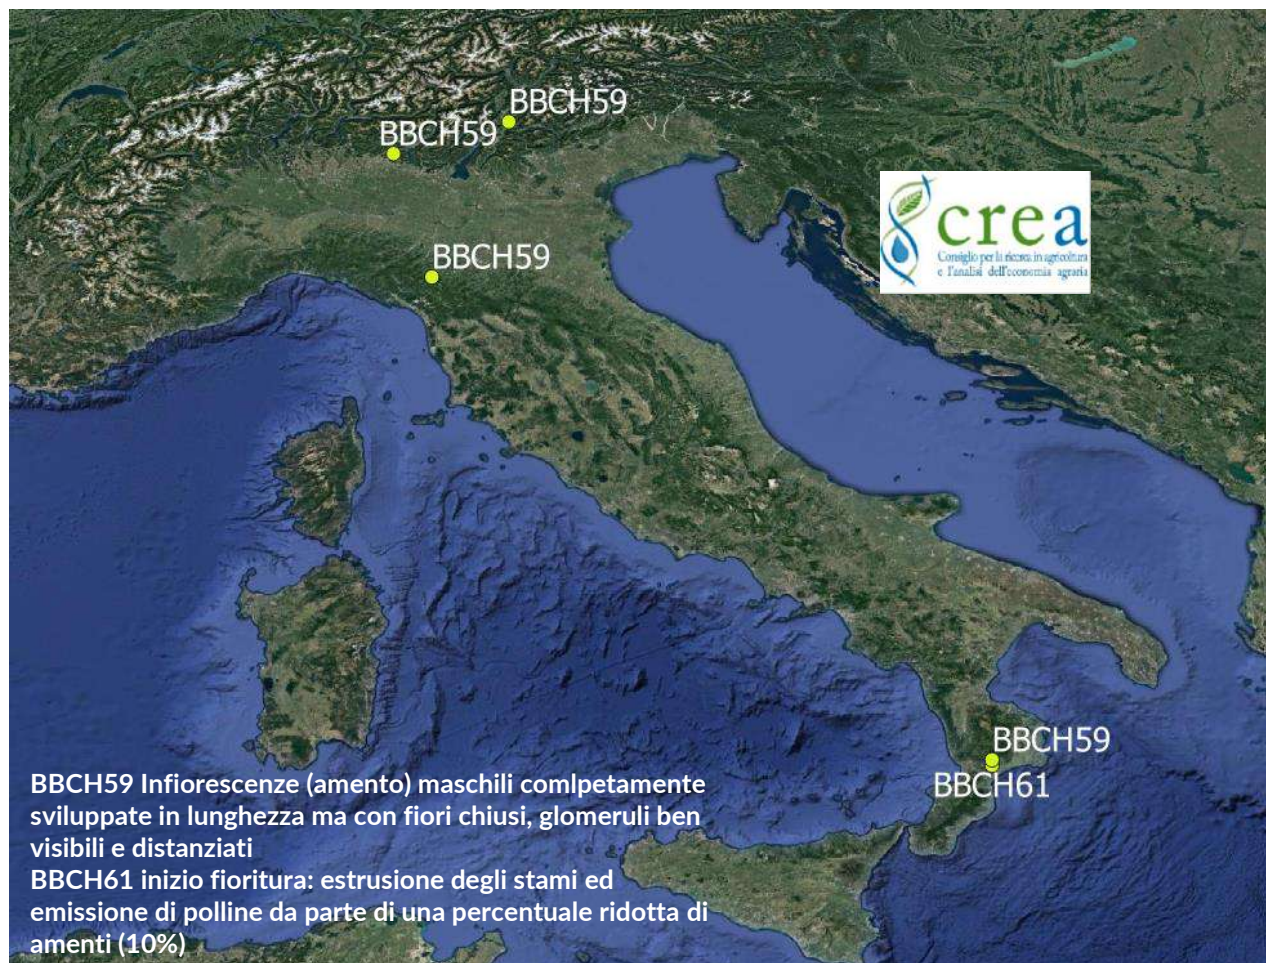 BBCH59
BBCH59
BBCH59
crea
Consiglio per la ricerca in agricoltura
e l'analisi dell'economia agraria
BBCH59
BBCH61
BBCH59 Infiorescenze (amento) maschili comlpetamente
sviluppate in lunghezza ma con fiori chiusi, glomeruli ben
visibili e distanziati
BBCH61 inizio fioritura: estrusione degli stami ed
emissione di polline da parte di una percentuale ridotta di
amenti (10%)